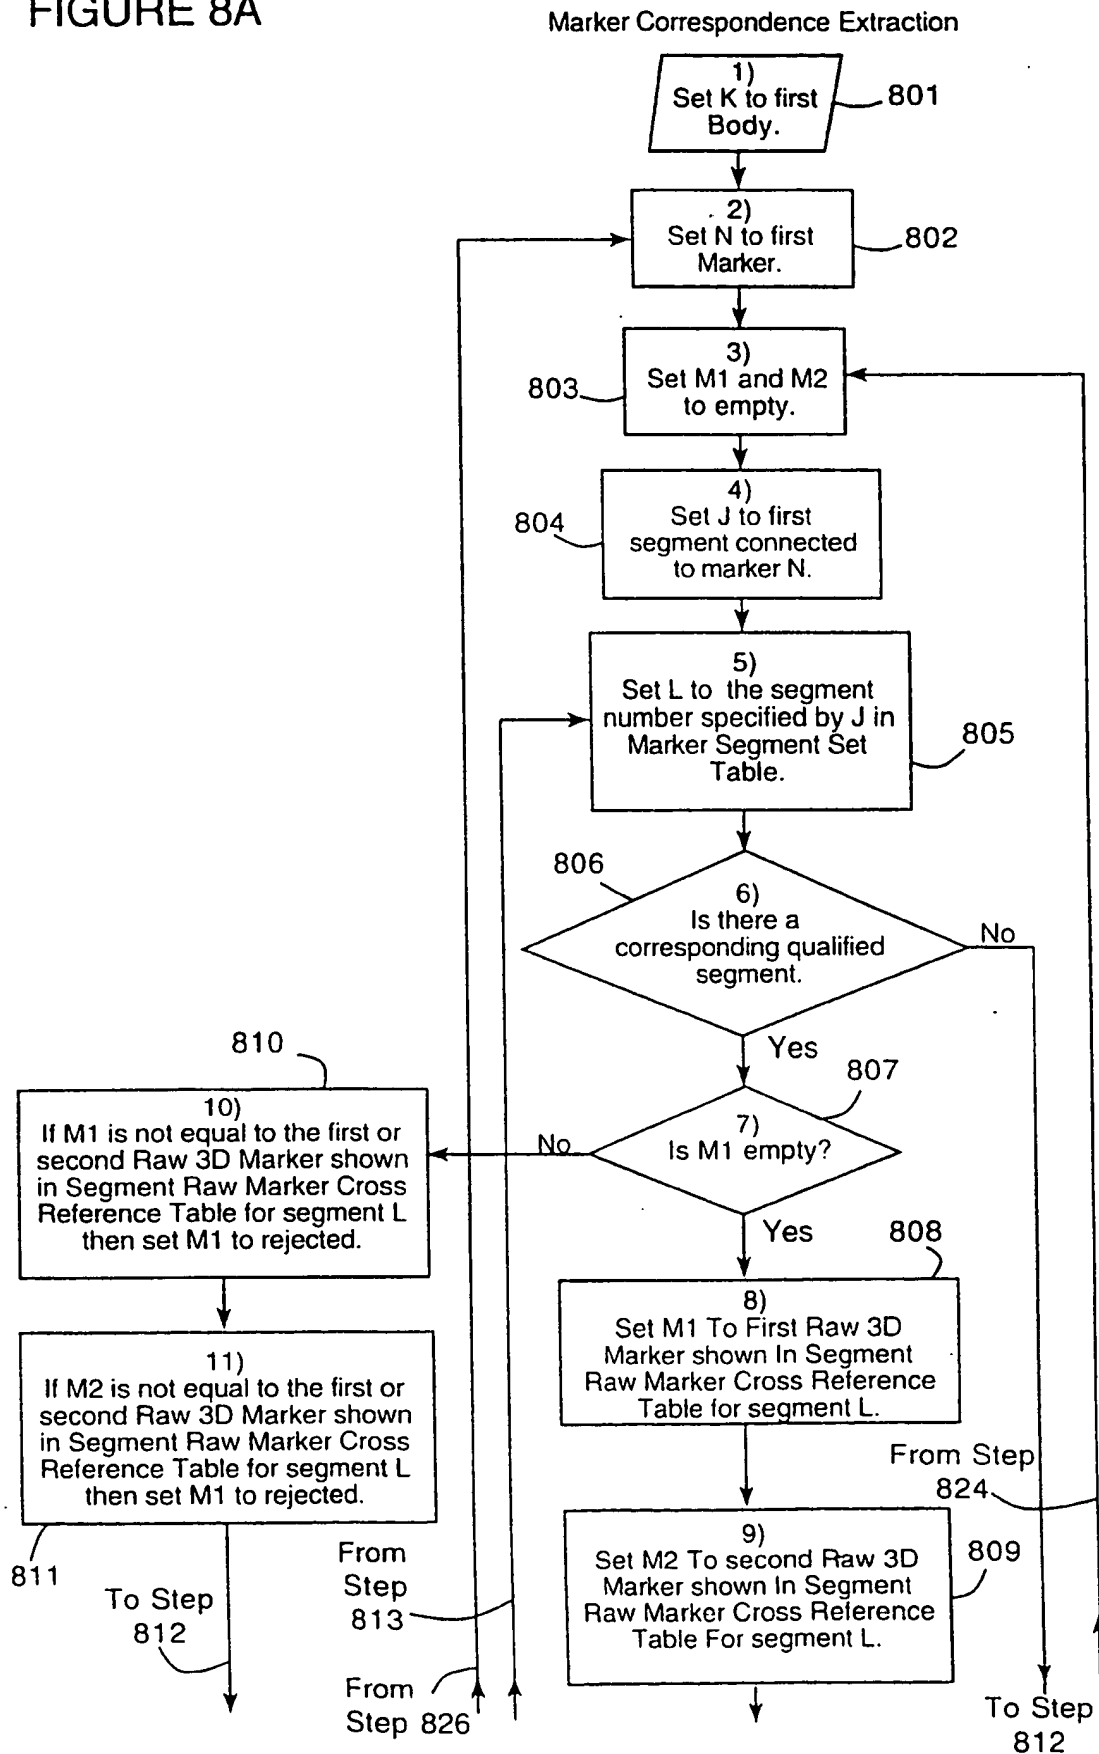 FIGURE 8A
Marker Correspondence Extraction
1)
Set K to first
Body.
801
2)
Set N to first
Marker.
802
3)
Set M1 and M2
to empty.
803
4)
Set J to first
segment connected
to marker N.
804
5)
Set L to the segment
number specified by J in
Marker Segment Set
Table.
805
806
6)
Is there a
corresponding qualified
segment.
No
Yes
807
7)
Is M1 empty?
No
Yes
810
10)
If M1 is not equal to the first or
second Raw 3D Marker shown
in Segment Raw Marker Cross
Reference Table for segment L
then set M1 to rejected.
808
8)
Set M1 To First Raw 3D
Marker shown In Segment
Raw Marker Cross Reference
Table for segment L.
11)
If M2 is not equal to the first or
second Raw 3D Marker shown
in Segment Raw Marker Cross
Reference Table for segment L
then set M1 to rejected.
811
From Step
824
9)
Set M2 To second Raw 3D
Marker shown In Segment
Raw Marker Cross Reference
Table For segment L.
809
To Step
812
From
Step
813
From
Step 826
To Step
812